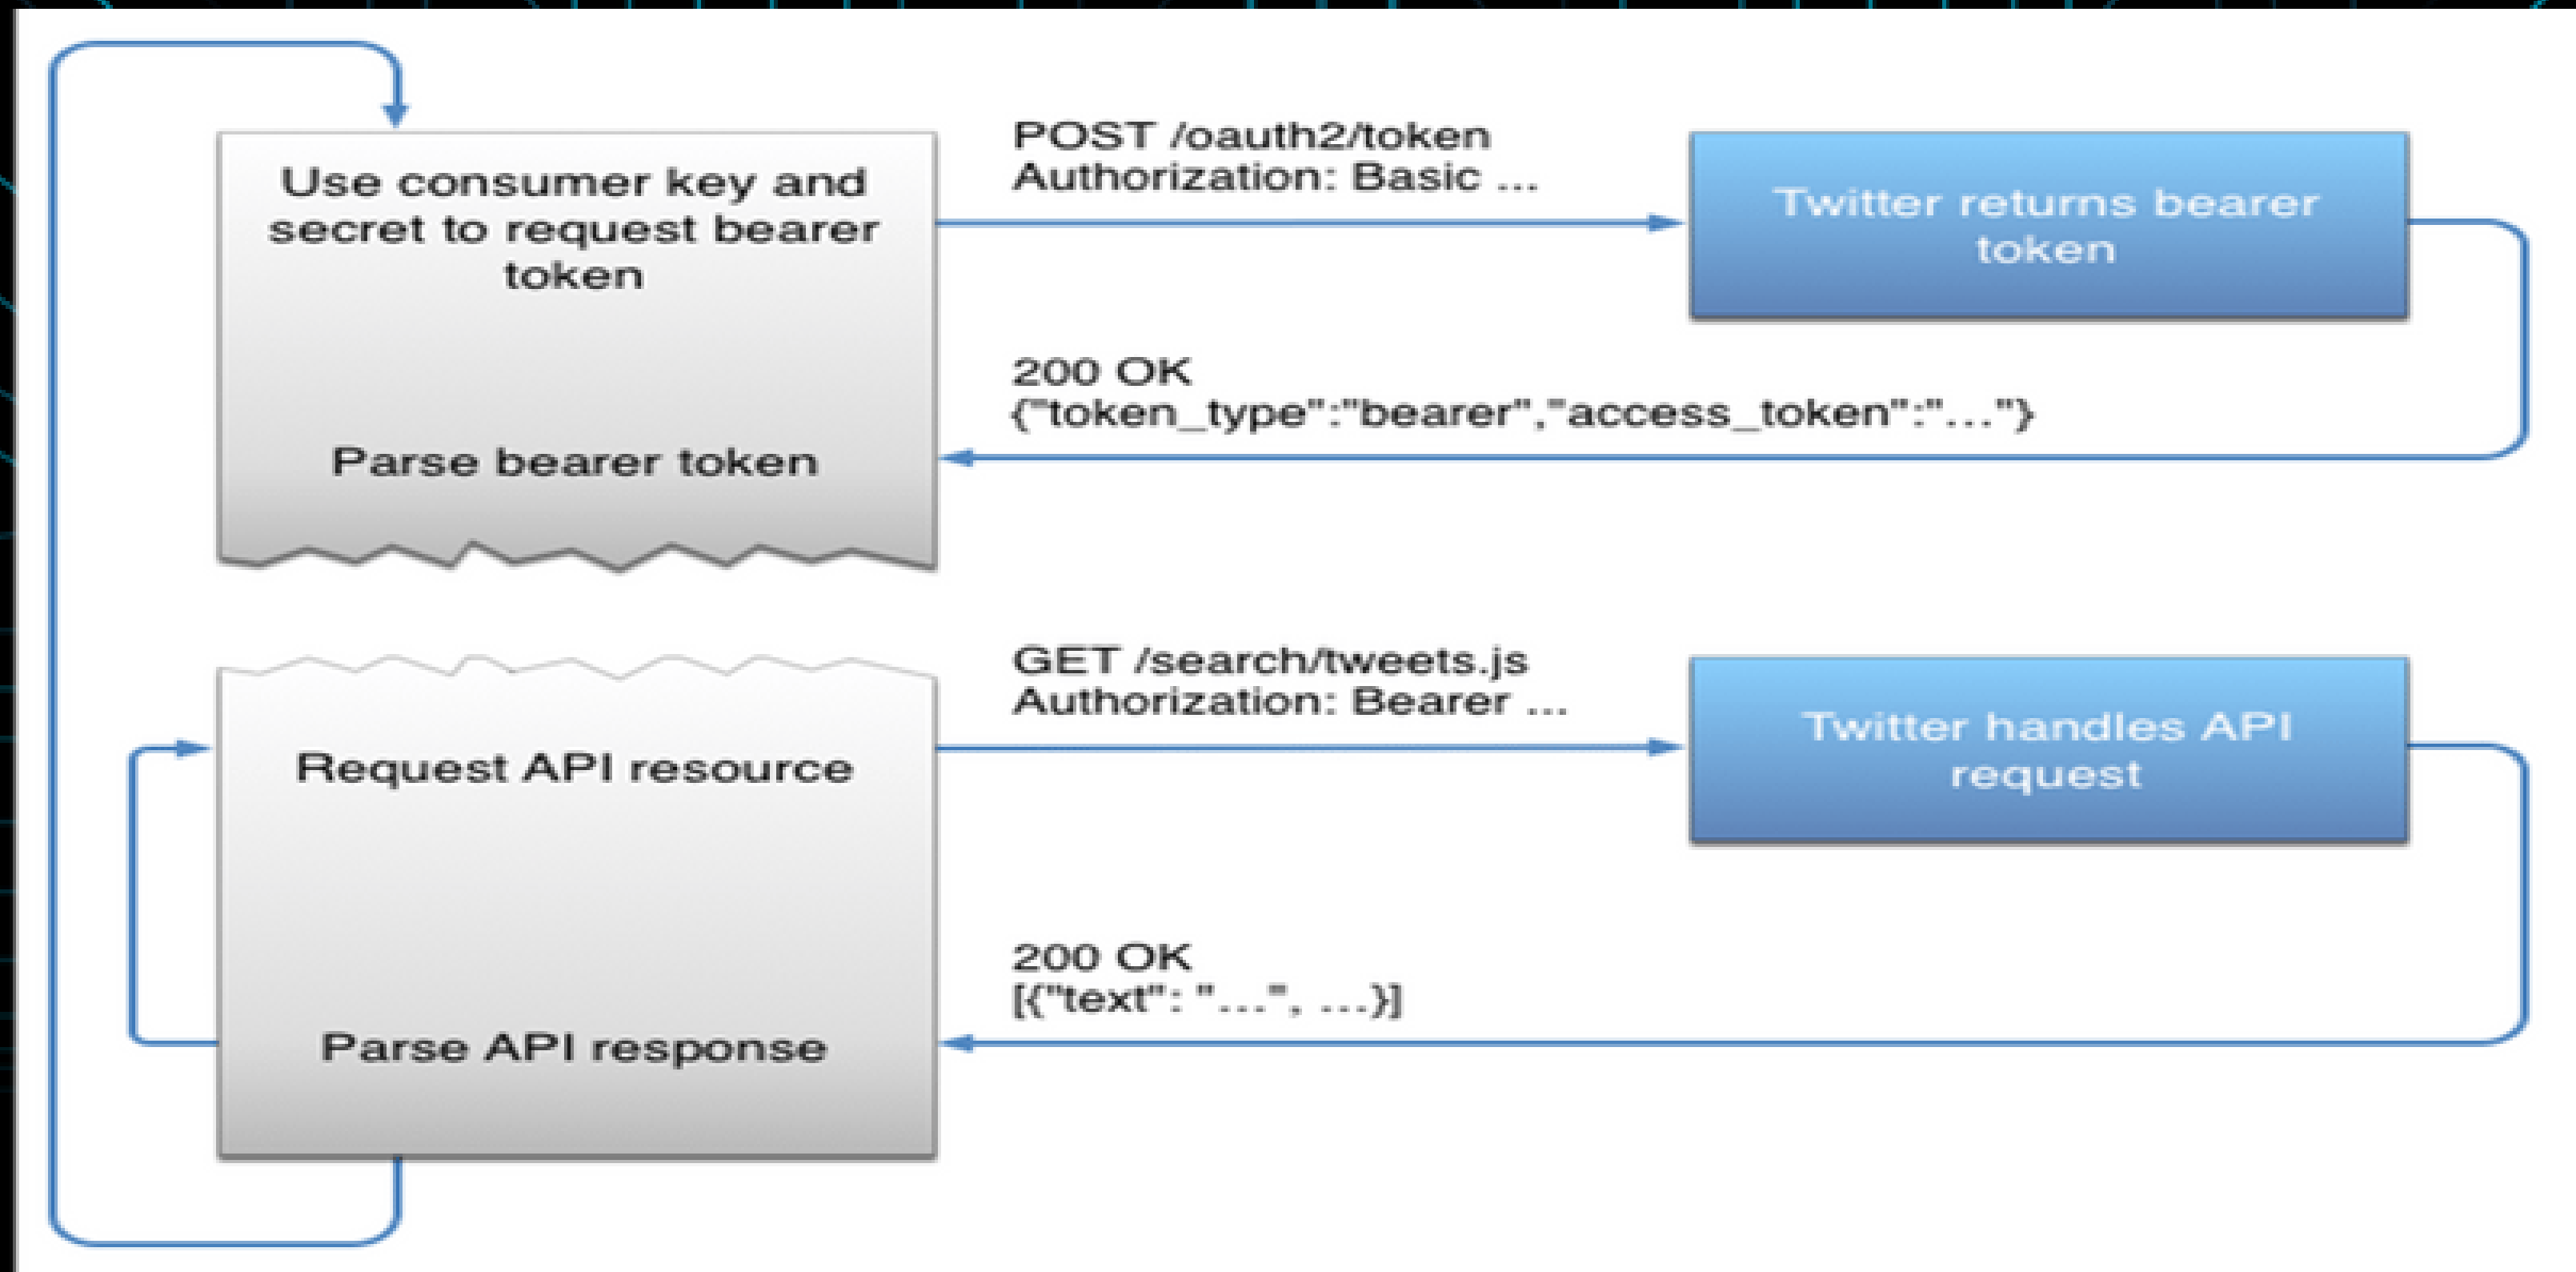 Use consumer key and
secret to request bearer
token
POST /oauth2/token
Authorization: Basic ...
Twitter returns bearer
token
200 OK
{"token_type":"bearer","access_token":"..."}
Parse bearer token
GET /search/tweets.js
Authorization: Bearer ...
Request API resource
Twitter handles API
request
200 OK
[{"text": "...", ...}]
Parse API response